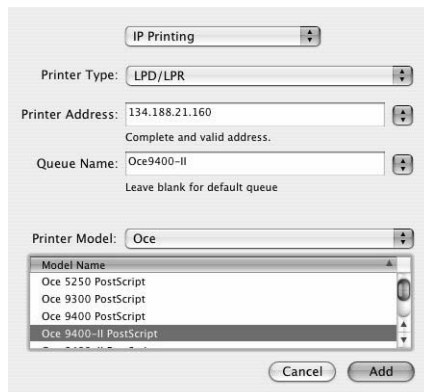 IP Printing
Printer Type: LPD/LPR
Printer Address: 134.188.21.160
Complete and valid address.
Queue Name: Oce9400-II
Leave blank for default queue
Printer Model: Oce
Model Name
Oce 5250 PostScript
Oce 9300 PostScript
Oce 9400 PostScript
Oce 9400-II PostScript
Cancel Add